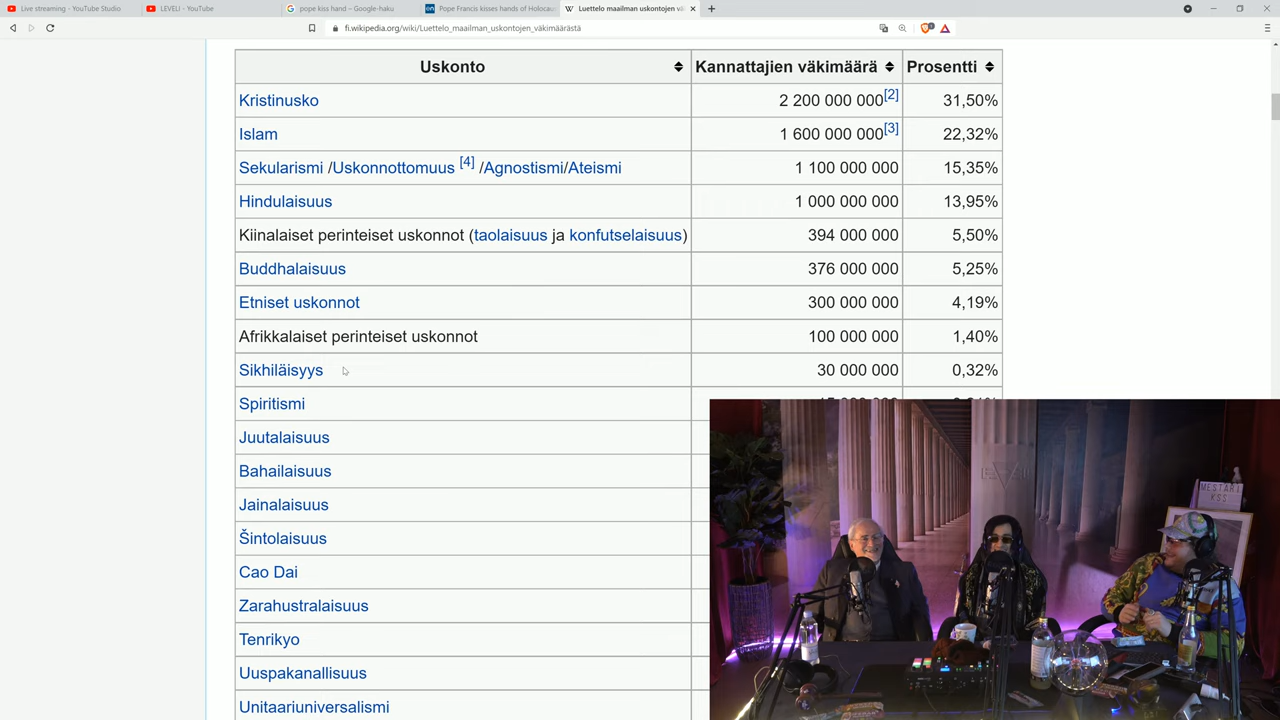 Live streaming - YouTube Studio
LEVELI - YouTube
pope kiss hand – Google-haku
Pope Francis kisses hands of Holocau
Luettelo maailman uskontojen vä
fi.wikipedia.org/wiki/Luettelo_maailman_uskontojen_väkimäärästä
Uskonto Kannattajien väkimäärä Prosentti
Kristinusko 2 200 000 000[2] 31,50%
Islam 1 600 000 000[3] 22,32%
Sekularismi /Uskonnottomuus [4] /Agnostismi/Ateismi 1 100 000 000 15,35%
Hindulaisuus 1 000 000 000 13,95%
Kiinalaiset perinteiset uskonnot (taolaisuus ja konfutselaisuus) 394 000 000 5,50%
Buddhalaisuus 376 000 000 5,25%
Etniset uskonnot 300 000 000 4,19%
Afrikkalaiset perinteiset uskonnot 100 000 000 1,40%
Sikhiläisyys 30 000 000 0,32%
Spiritismi
Juutalaisuus
Bahailaisuus
Jainalaisuus
Šintolaisuus
Cao Dai
Zarahustralaisuus
Tenrikyo
Uuspakanallisuus
Unitaariuniversalismi
MESTARI
KSS